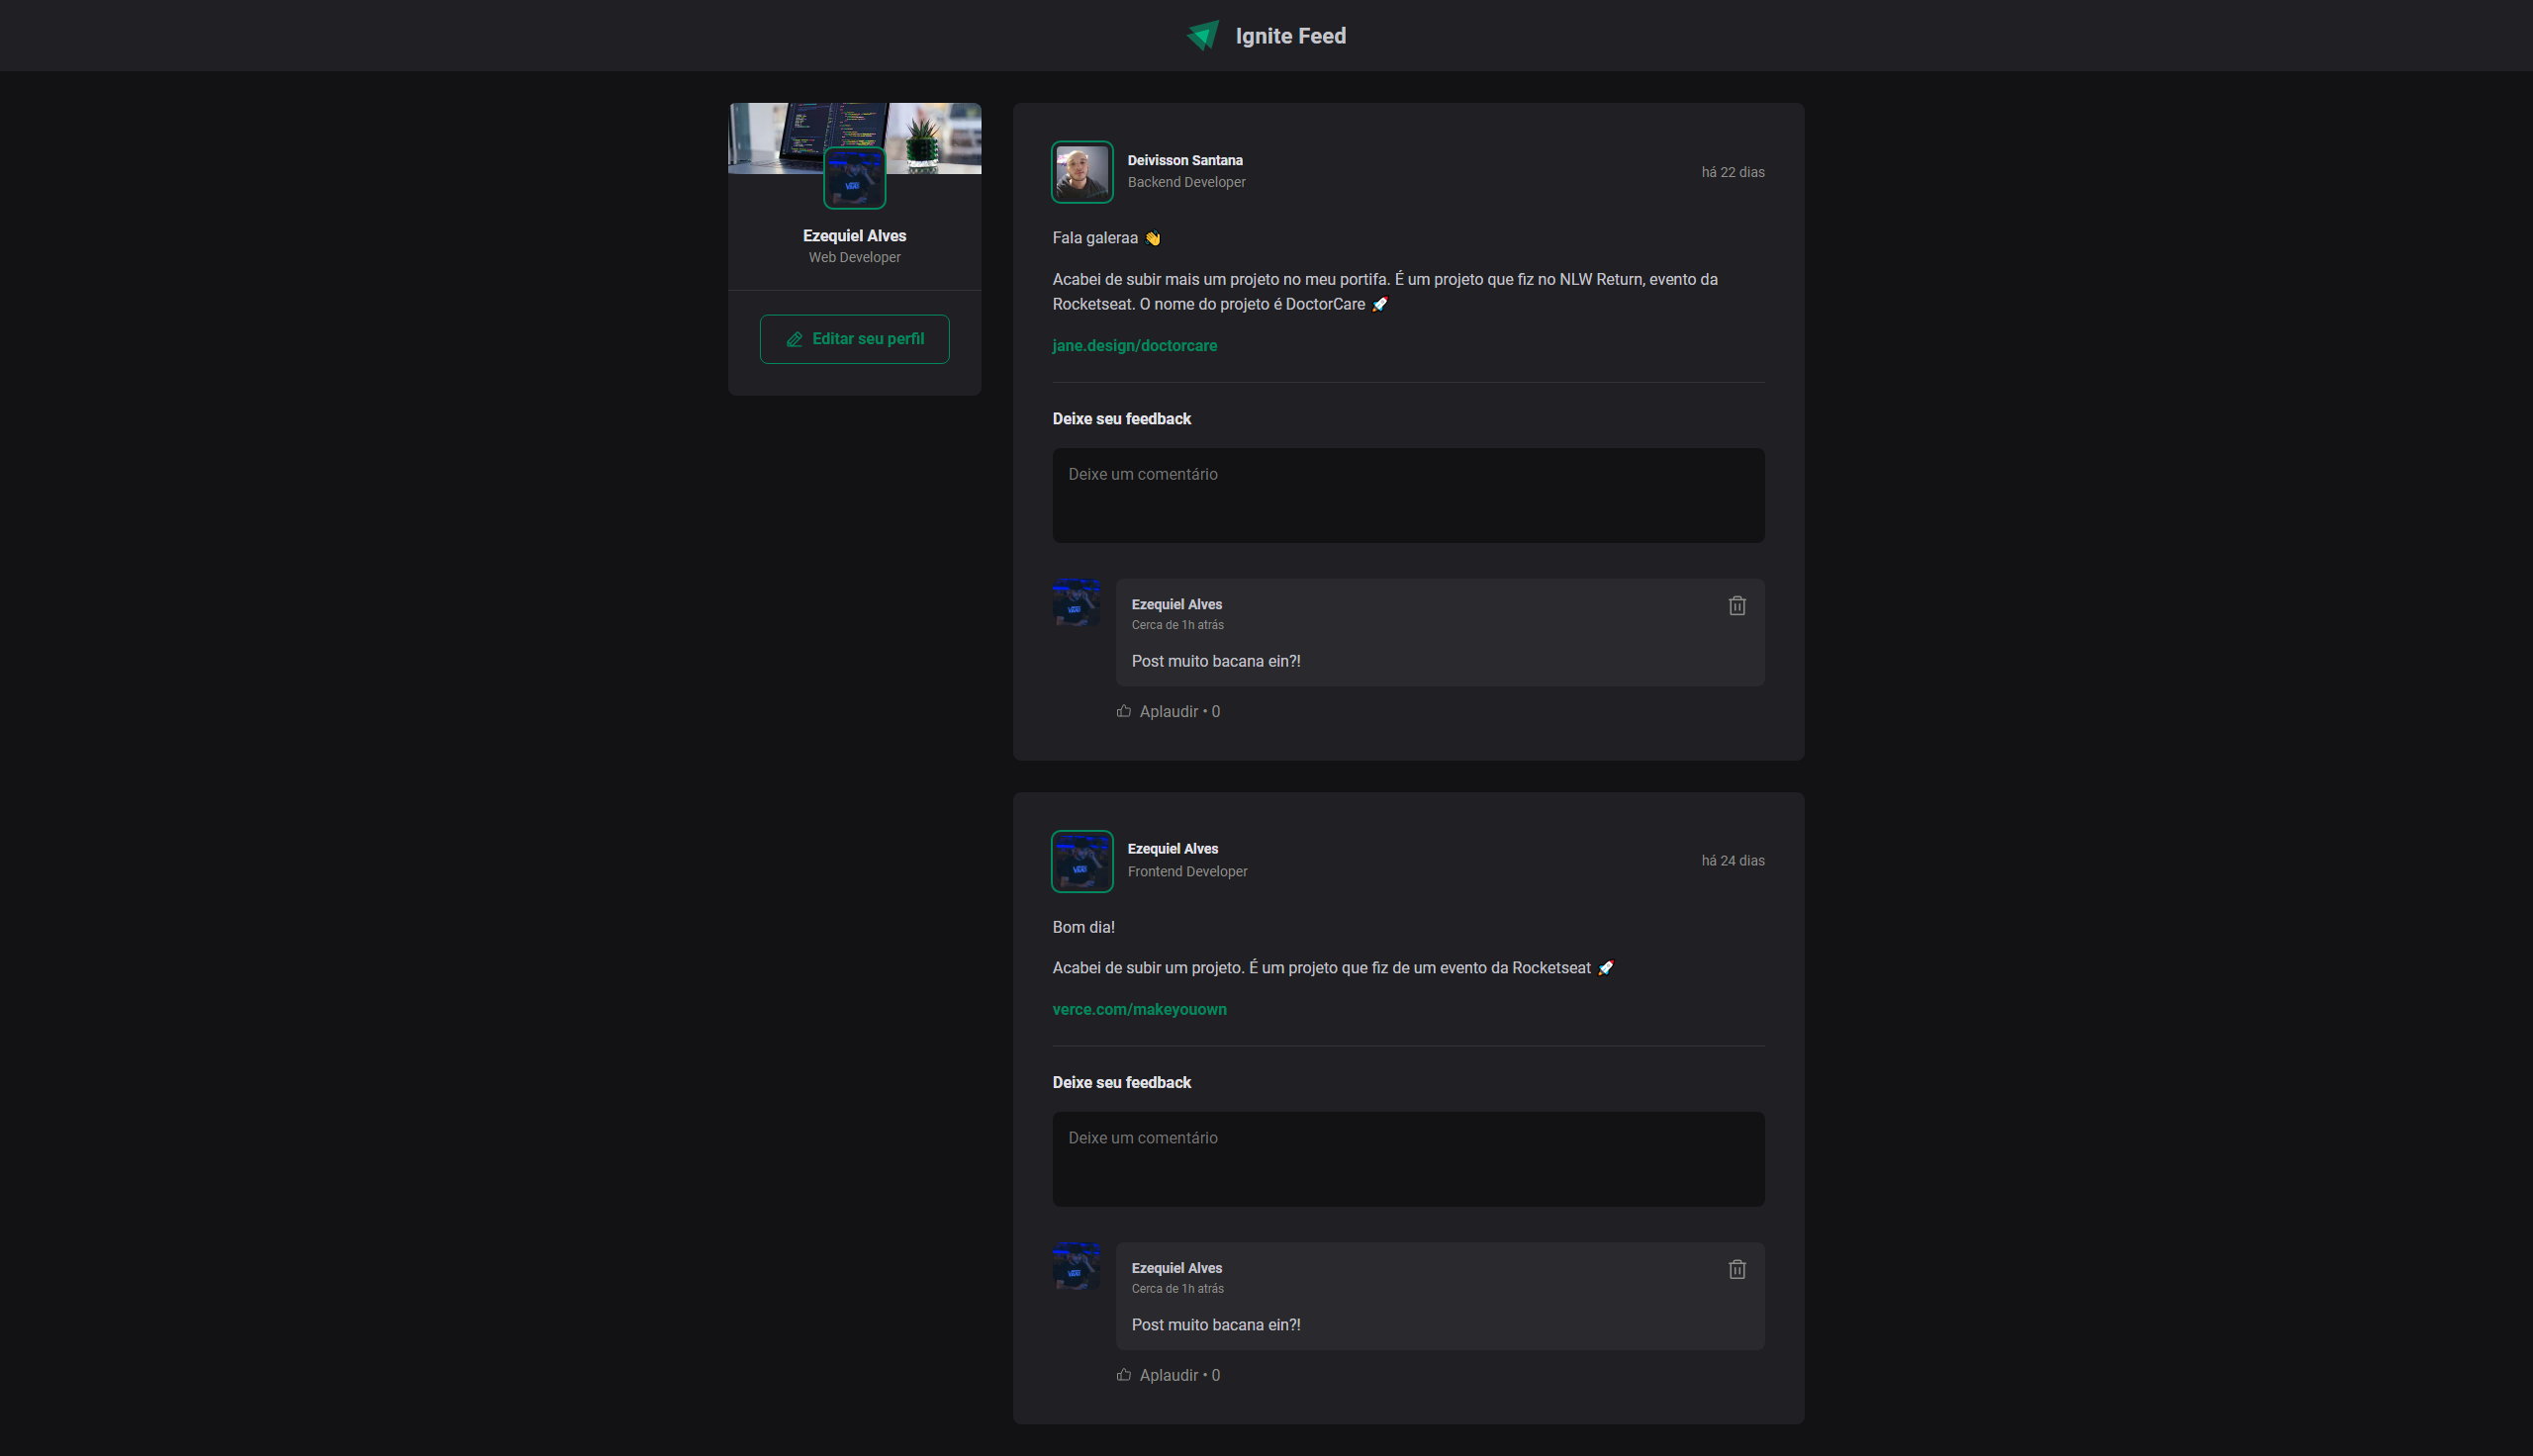 Ignite Feed
Ezequiel Alves
Web Developer
Editar seu perfil
Deivisson Santana
Backend Developer
há 22 dias
Fala galeraa 👋
Acabei de subir mais um projeto no meu portifa. É um projeto que fiz no NLW Return, evento da
Rocketseat. O nome do projeto é DoctorCare 🚀
jane.design/doctorcare
Deixe seu feedback
Deixe um comentário
Ezequiel Alves
Cerca de 1h atrás
Post muito bacana ein?!
Aplaudir • 0
Ezequiel Alves
Frontend Developer
há 24 dias
Bom dia!
Acabei de subir um projeto. É um projeto que fiz de um evento da Rocketseat 🚀
verce.com/makeyouown
Deixe seu feedback
Deixe um comentário
Ezequiel Alves
Cerca de 1h atrás
Post muito bacana ein?!
Aplaudir • 0